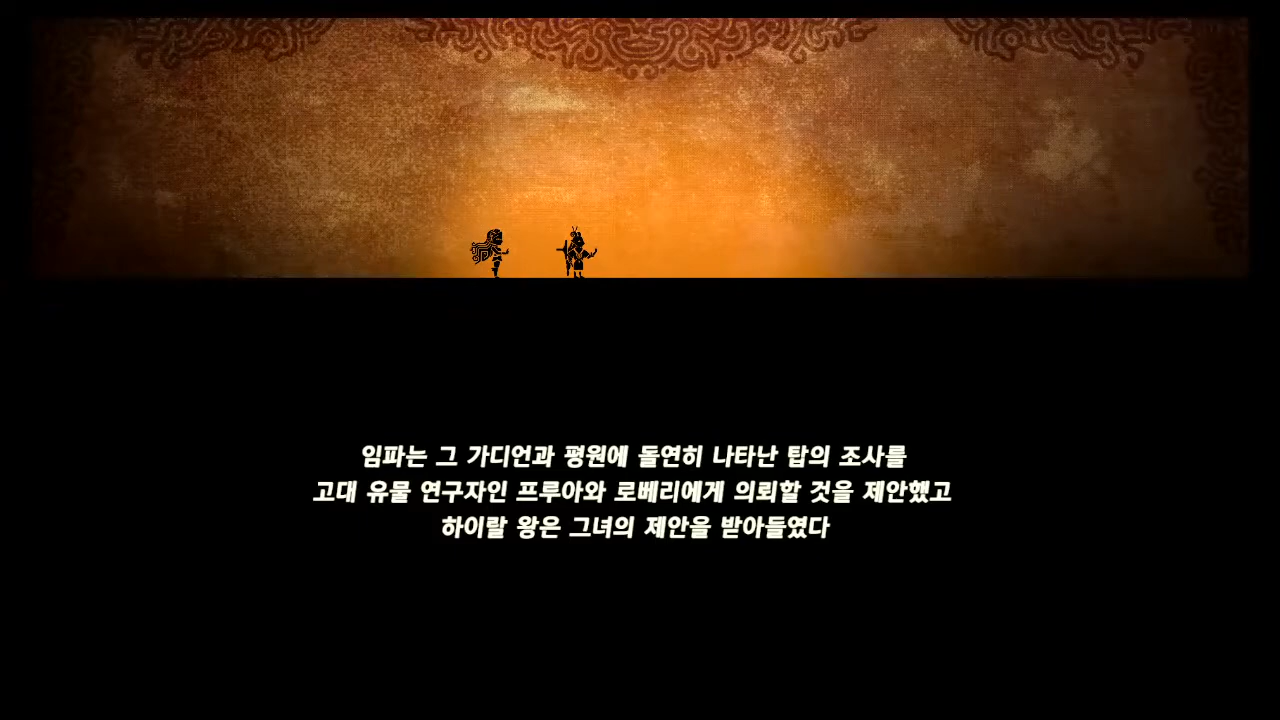 임파는 그 가디언과 평원에 돌연히 나타난 탑의 조사를
고대 유물 연구자인 프루아와 로베리에게 의뢰할 것을 제안했고
하이랄 왕은 그녀의 제안을 받아들였다